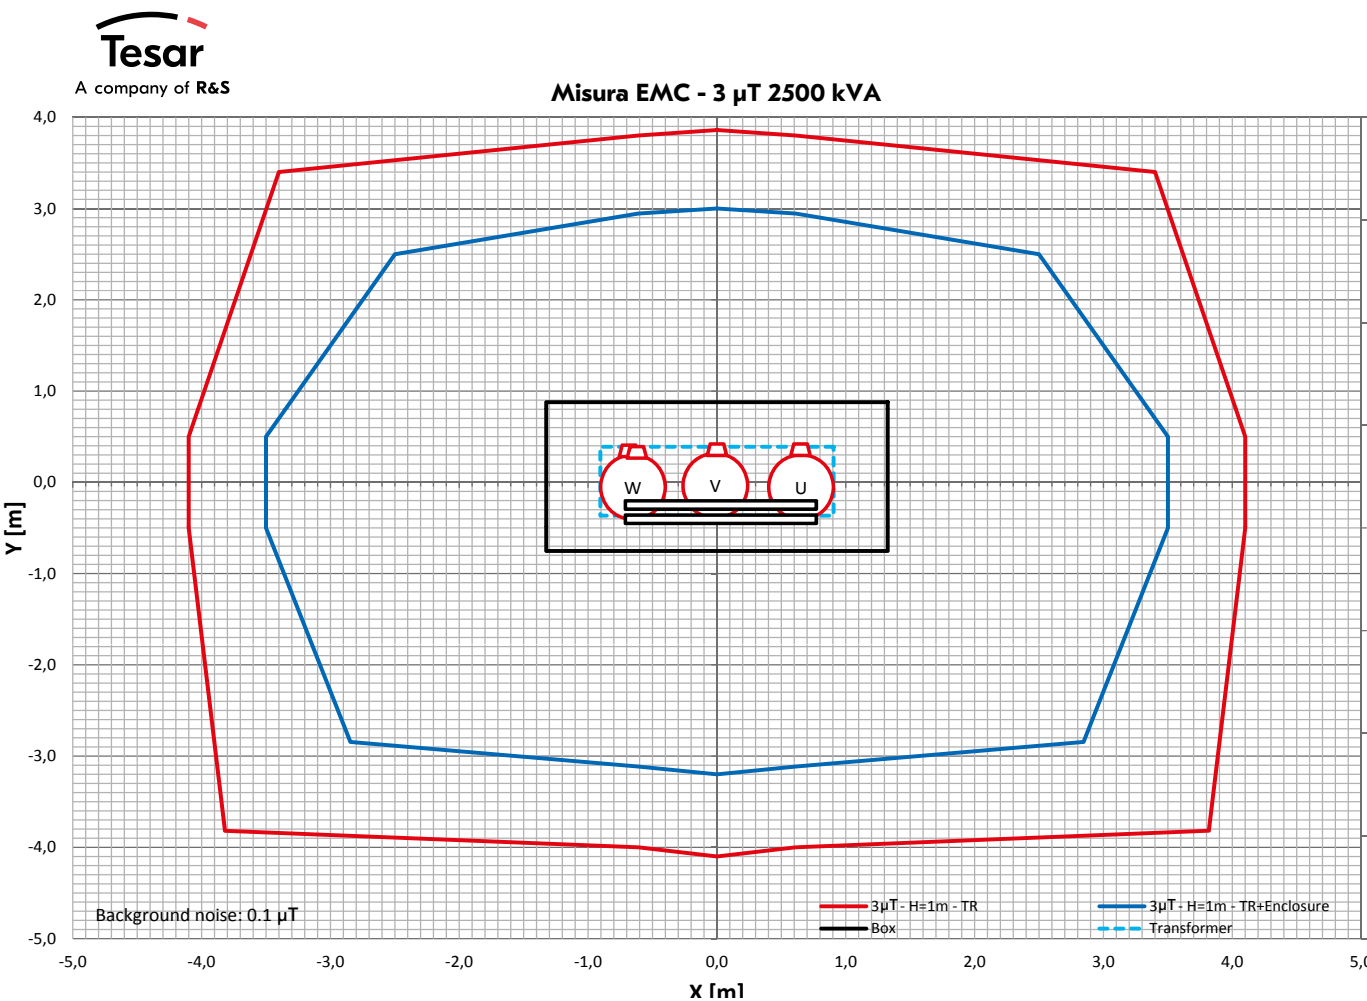 Tesar
A company of R&S
Misura EMC - 3 µT 2500 kVA
4,0
3,0
2,0
1,0
0,0
-1,0
-2,0
-3,0
-4,0
-5,0
Y [m]
W V U
Background noise: 0.1 µT
3µT - H=1m - TR
3µT - H=1m - TR+Enclosure
Box
Transformer
-5,0 -4,0 -3,0 -2,0 -1,0 0,0 1,0 2,0 3,0 4,0 5,0
X [m]